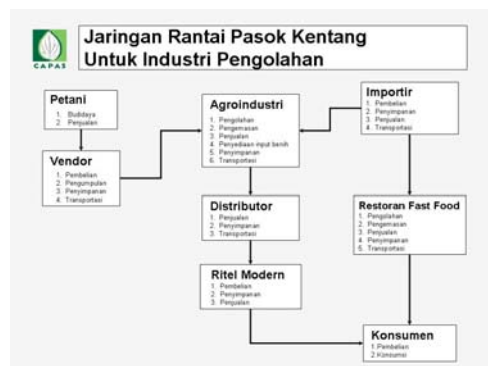 CAPAS
Jaringan Rantai Pasok Kentang
Untuk Industri Pengolahan
Petani
1. Budidaya
2. Penjualan
Vendor
1. Pembelian
2. Pengumpulan
3. Penyimpanan
4. Transportasi
Agroindustri
1. Pengolahan
2. Pengemasan
3. Penjualan
4. Penyediaan input benih
5. Penyimpanan
6. Transportasi
Importir
1. Pembelian
2. Penyimpanan
3. Penjualan
4. Transportasi
Distributor
1. Penjualan
2. Penyimpanan
3. Transportasi
Restoran Fast Food
1. Pengolahan
2. Pengemasan
3. Penjualan
4. Penyimpanan
5. Transportasi
Ritel Modern
1. Pembelian
2. Penyimpanan
3. Penjualan
Konsumen
1. Pembelian
2. Konsumsi